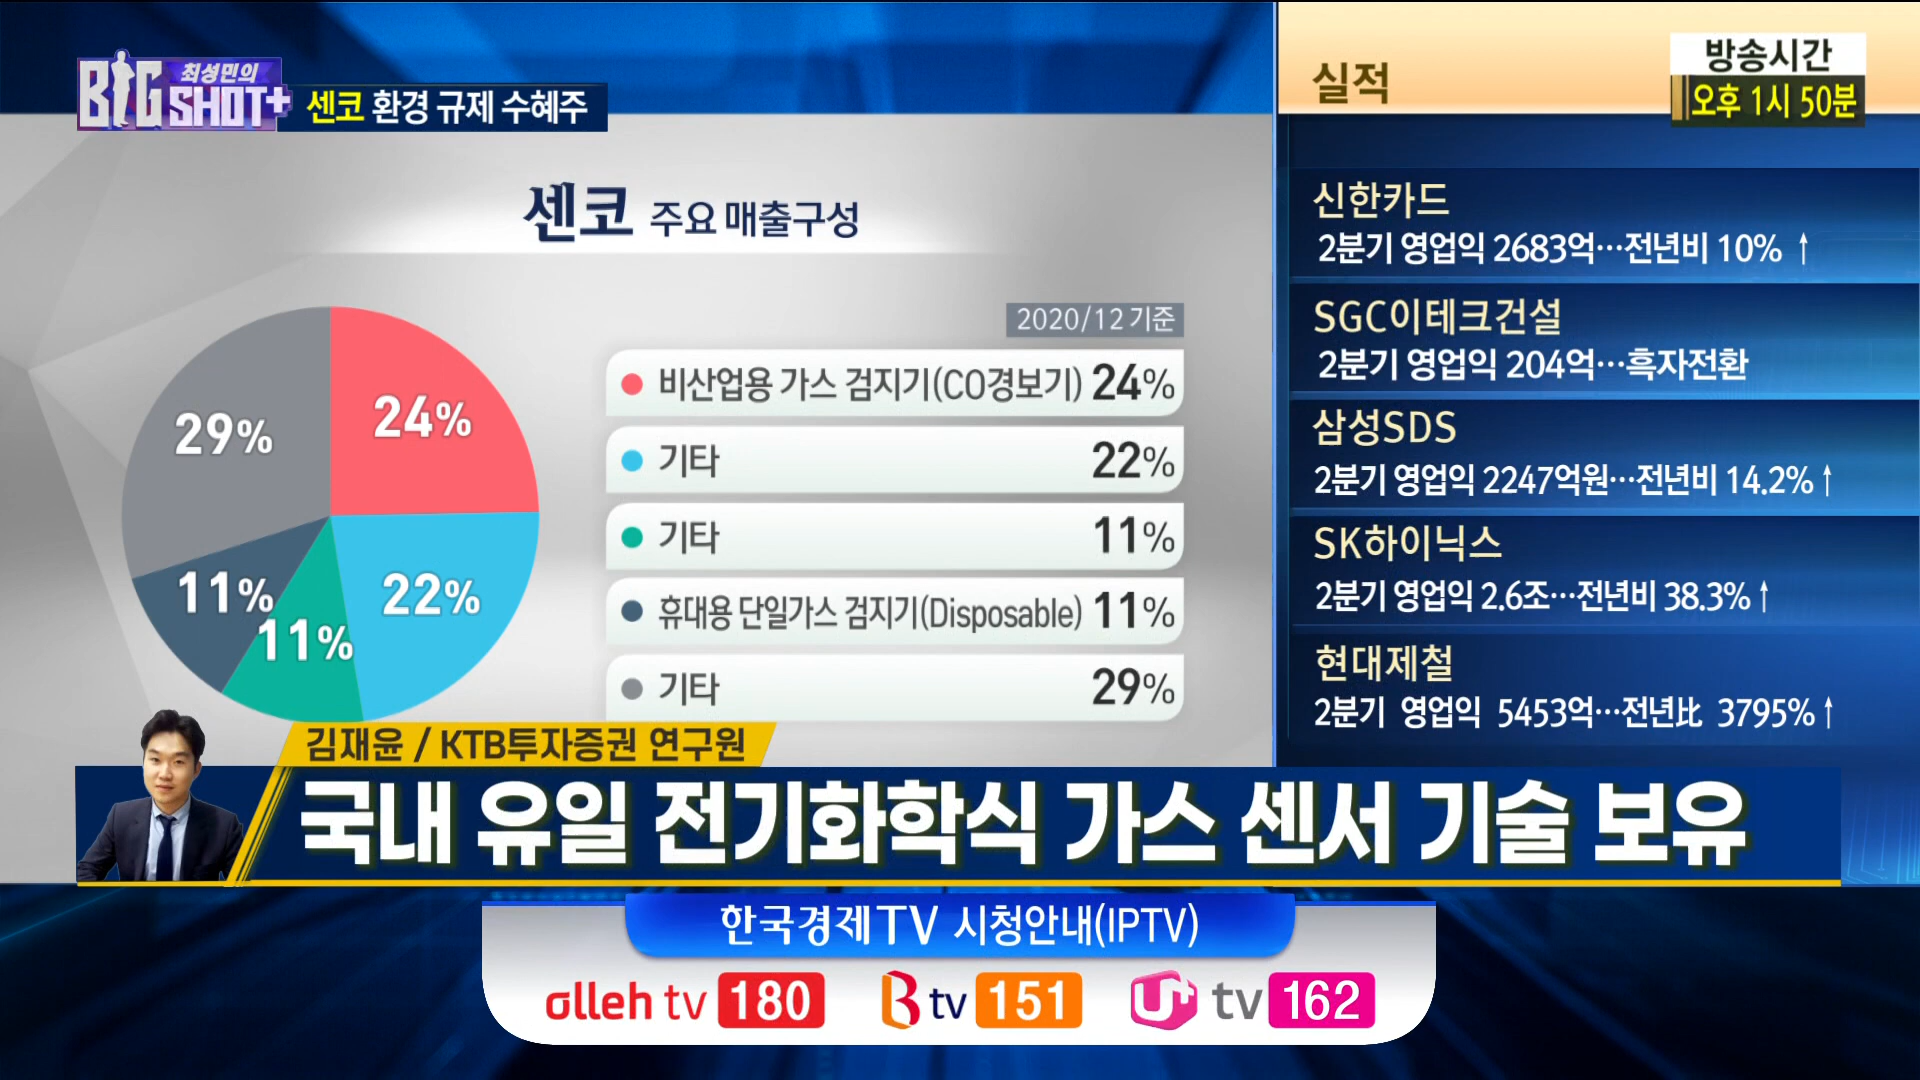 BIG 최성민의
SHOT+
센코 환경 규제 수혜주
센코 주요 매출구성
2020/12 기준
24%
22%
11%
11%
29%
비산업용 가스 검지기(CO경보기) 24%
기타 22%
기타 11%
휴대용 단일가스 검지기(Disposable) 11%
기타 29%
실적
방송시간
오후 1시 50분
신한카드
2분기 영업익 2683억…전년비 10% ↑
SGC이테크건설
2분기 영업익 204억…흑자전환
삼성SDS
2분기 영업익 2247억원…전년비 14.2%↑
SK하이닉스
2분기 영업익 2.6조…전년비 38.3%↑
현대제철
2분기 영업익 5453억…전년比 3795%↑
김재윤 / KTB투자증권 연구원
국내 유일 전기화학식 가스 센서 기술 보유
한국경제TV 시청안내(IPTV)
olleh tv 180 B tv 151 U+ tv 162